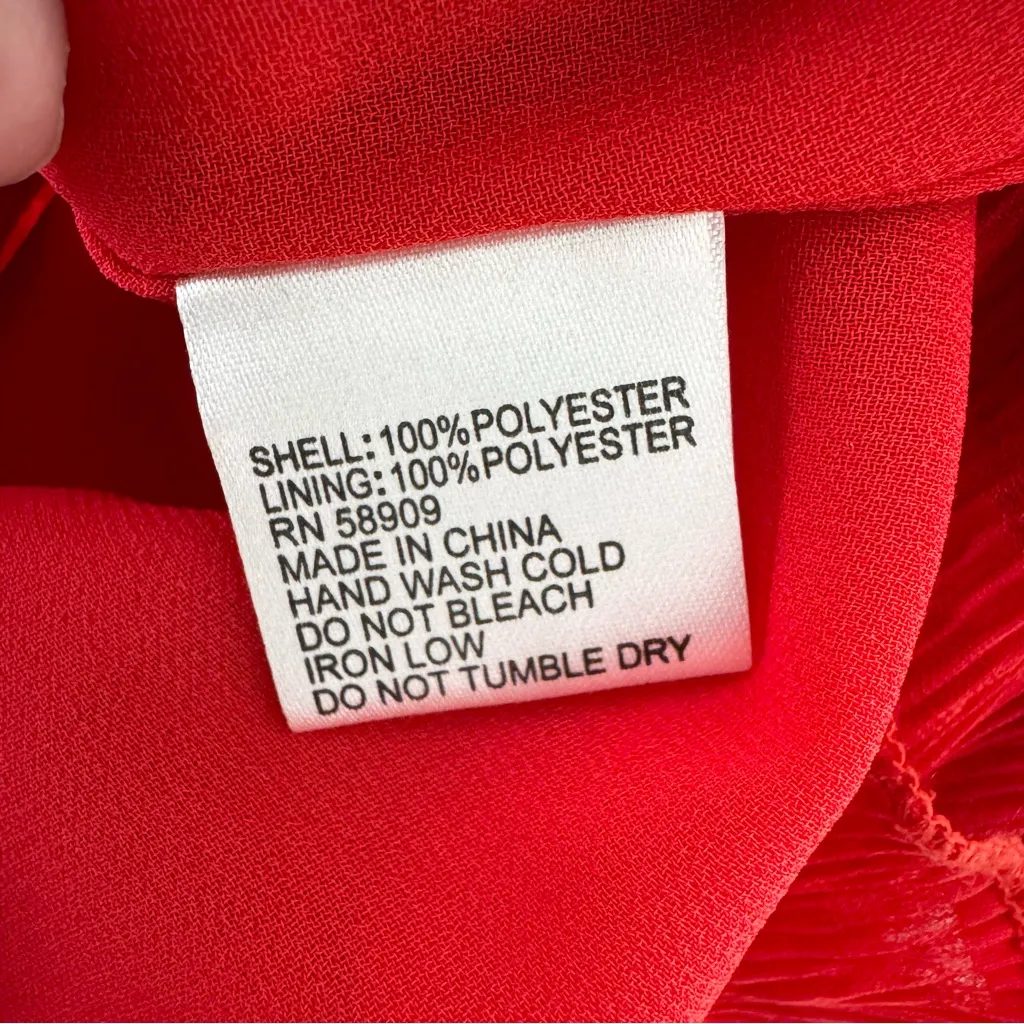 SHELL: 100%POLYESTER
LINING: 100%POLYESTER
RN 58909
MADE IN CHINA
HAND WASH COLD
DO NOT BLEACH
IRON LOW
DO NOT TUMBLE DRY